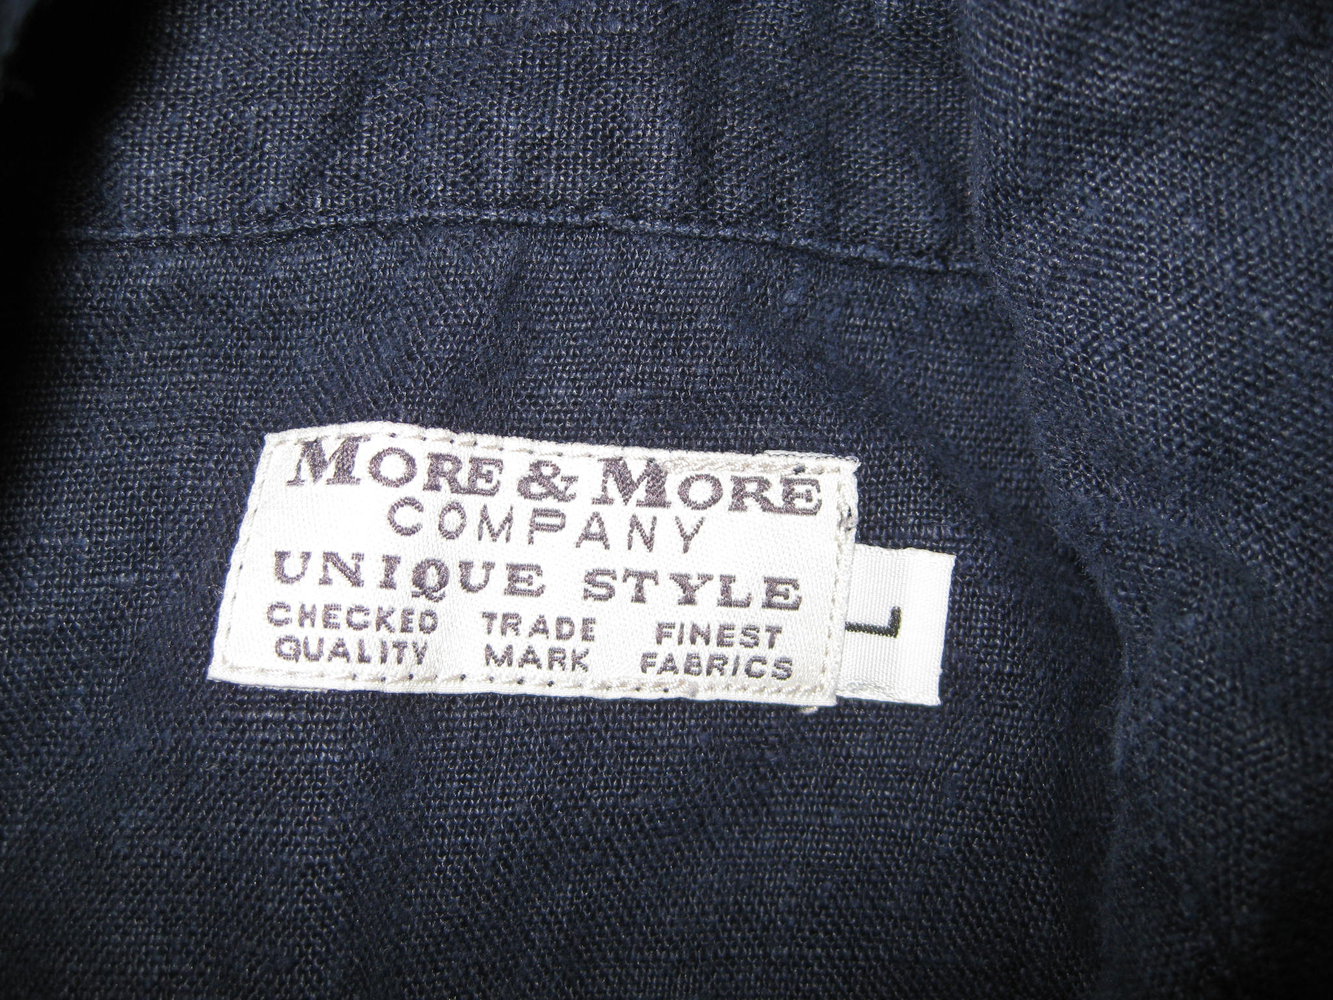 MORE & MORE
COMPANY
UNIQUE STYLE
CHECKED TRADE FINEST
QUALITY MARK FABRICS
L